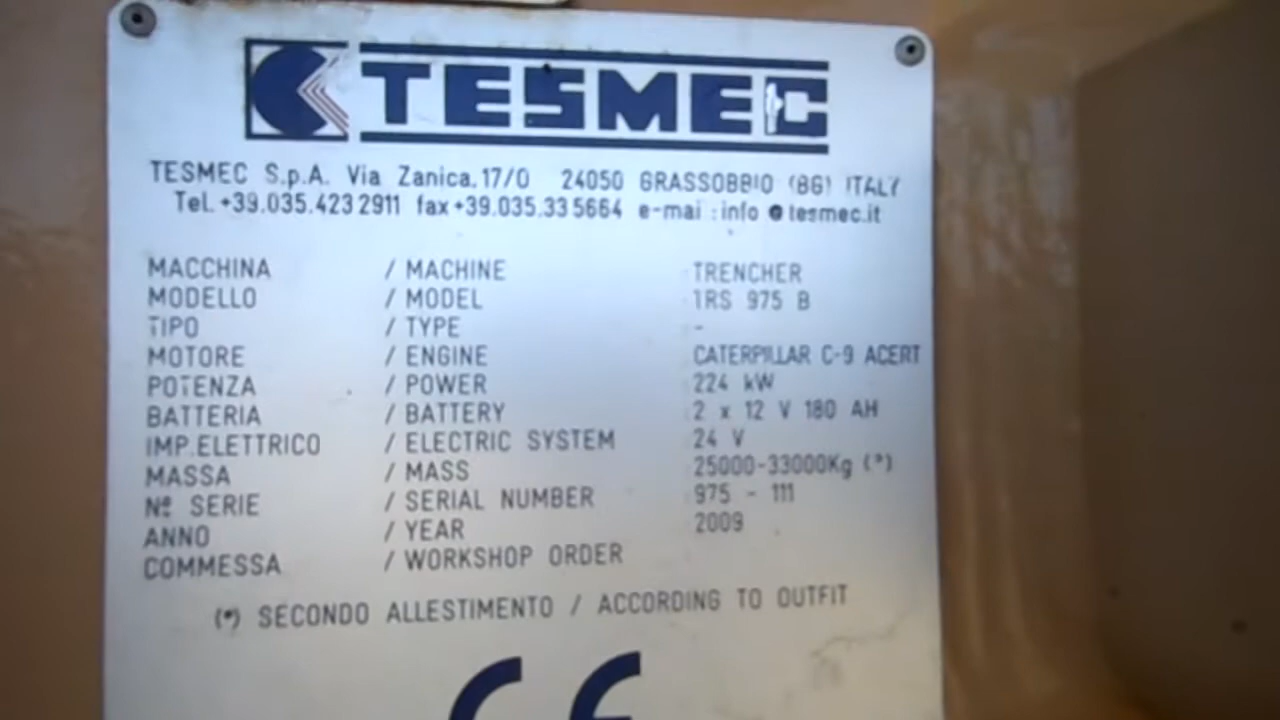 TESMEC
TESMEC S.p.A. Via Zanica, 17/0 24050 GRASSOBBIO (BG) ITALY
Tel. +39.035.423 2911 fax +39.035.33 5664 e-mai : info @ tesmec.it
MACCHINA / MACHINE TRENCHER
MODELLO / MODEL 1RS 975 B
TIPO / TYPE -
MOTORE / ENGINE CATERPILLAR C-9 ACERT
POTENZA / POWER 224 kW
BATTERIA / BATTERY 2 x 12 V 180 AH
IMP.ELETTRICO / ELECTRIC SYSTEM 24 V
MASSA / MASS 25000-33000Kg (*)
Nº SERIE / SERIAL NUMBER 975 - 111
ANNO / YEAR 2009
COMMESSA / WORKSHOP ORDER
(*) SECONDO ALLESTIMENTO / ACCORDING TO OUTFIT
CE